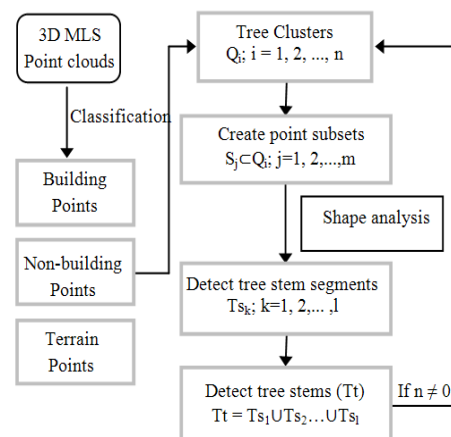 3D MLS
Point clouds
Classification
Building
Points
Non-building
Points
Terrain
Points
Tree Clusters
Qᵢ; i = 1, 2, ..., n
Create point subsets
Sⱼ⊂Qᵢ; j=1, 2,...,m
Shape analysis
Detect tree stem segments
Tsₖ; k=1, 2,... ,l
Detect tree stems (Tt)
Tt = Ts₁∪Ts₂...∪Tsₗ
If n ≠ 0